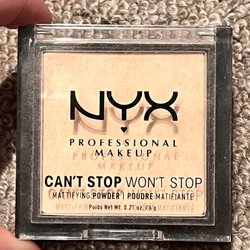 NYX
PROFESSIONAL
MAKEUP
CAN'T STOP WON'T STOP
MATTIFYING POWDER / POUDRE MATIFIANTE
Poids Net Wt. 0.21 oz. / 6 g